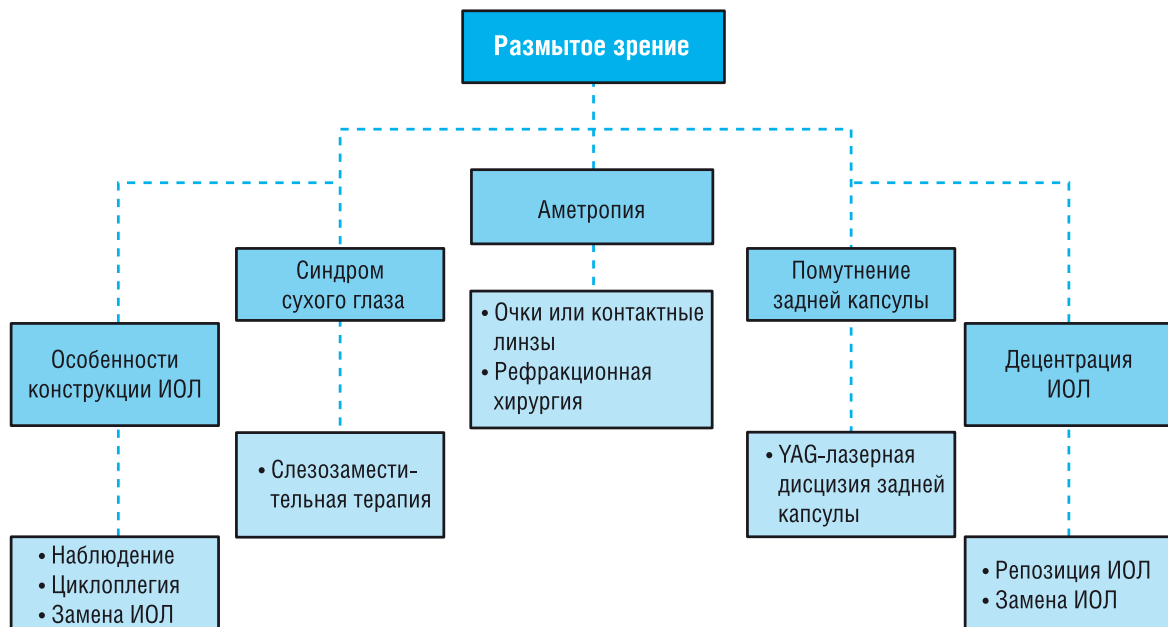 Размытое зрение
Аметропия
Синдром
сухого глаза
Помутнение
задней капсулы
Особенности
конструкции ИОЛ
Децентрация
ИОЛ
• Очки или контактные
линзы
• Рефракционная
хирургия
• Слезозамести-
тельная терапия
• YAG-лазерная
дисцизия задней
капсулы
• Наблюдение
• Циклоплегия
• Замена ИОЛ
• Репозиция ИОЛ
• Замена ИОЛ